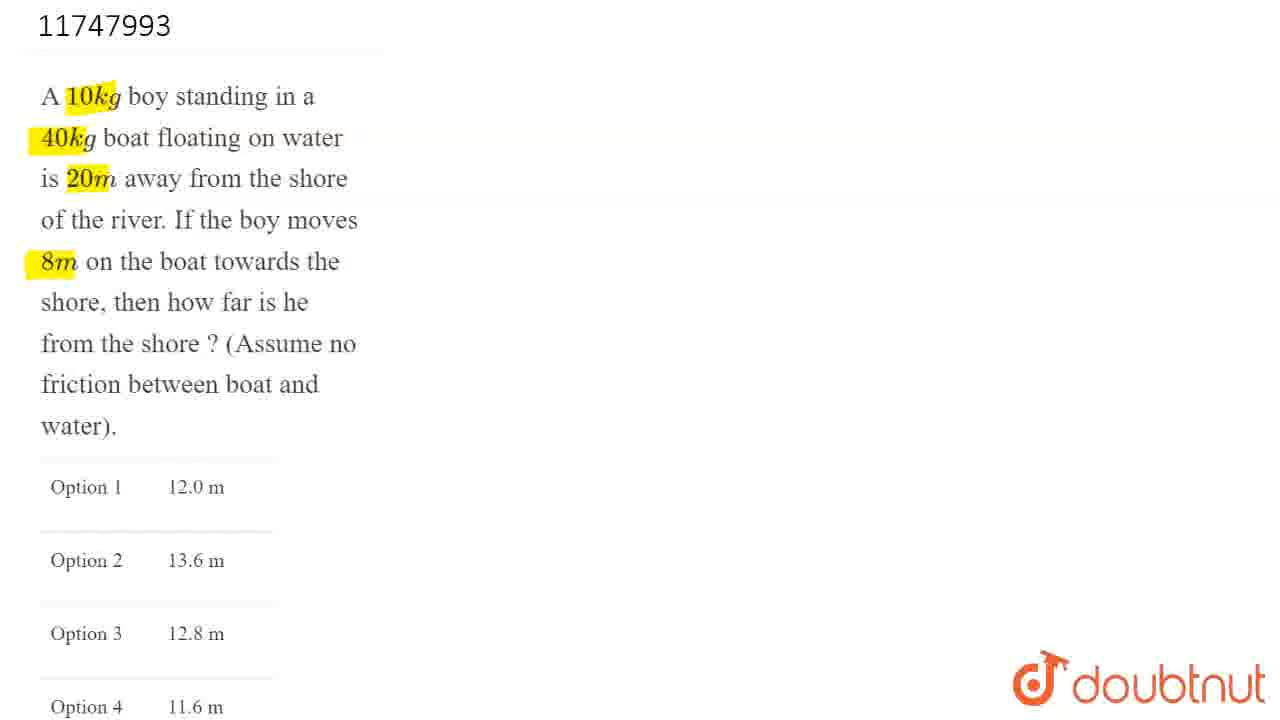 11747993
A 10kg boy standing in a
40kg boat floating on water
is 20m away from the shore
of the river. If the boy moves
8m on the boat towards the
shore, then how far is he
from the shore ? (Assume no
friction between boat and
water).
Option 1 12.0 m
Option 2 13.6 m
Option 3 12.8 m
Option 4 11.6 m
doubtnut